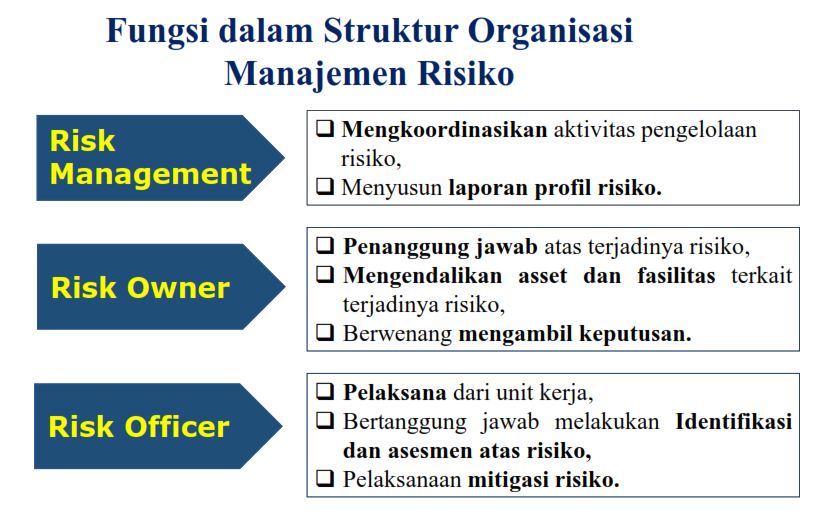 Fungsi dalam Struktur Organisasi
Manajemen Risiko
Risk
Management
❑ Mengkoordinasikan aktivitas pengelolaan
risiko,
❑ Menyusun laporan profil risiko.
Risk Owner
❑ Penanggung jawab atas terjadinya risiko,
❑ Mengendalikan asset dan fasilitas terkait
terjadinya risiko,
❑ Berwenang mengambil keputusan.
Risk Officer
❑ Pelaksana dari unit kerja,
❑ Bertanggung jawab melakukan Identifikasi
dan asesmen atas risiko,
❑ Pelaksanaan mitigasi risiko.